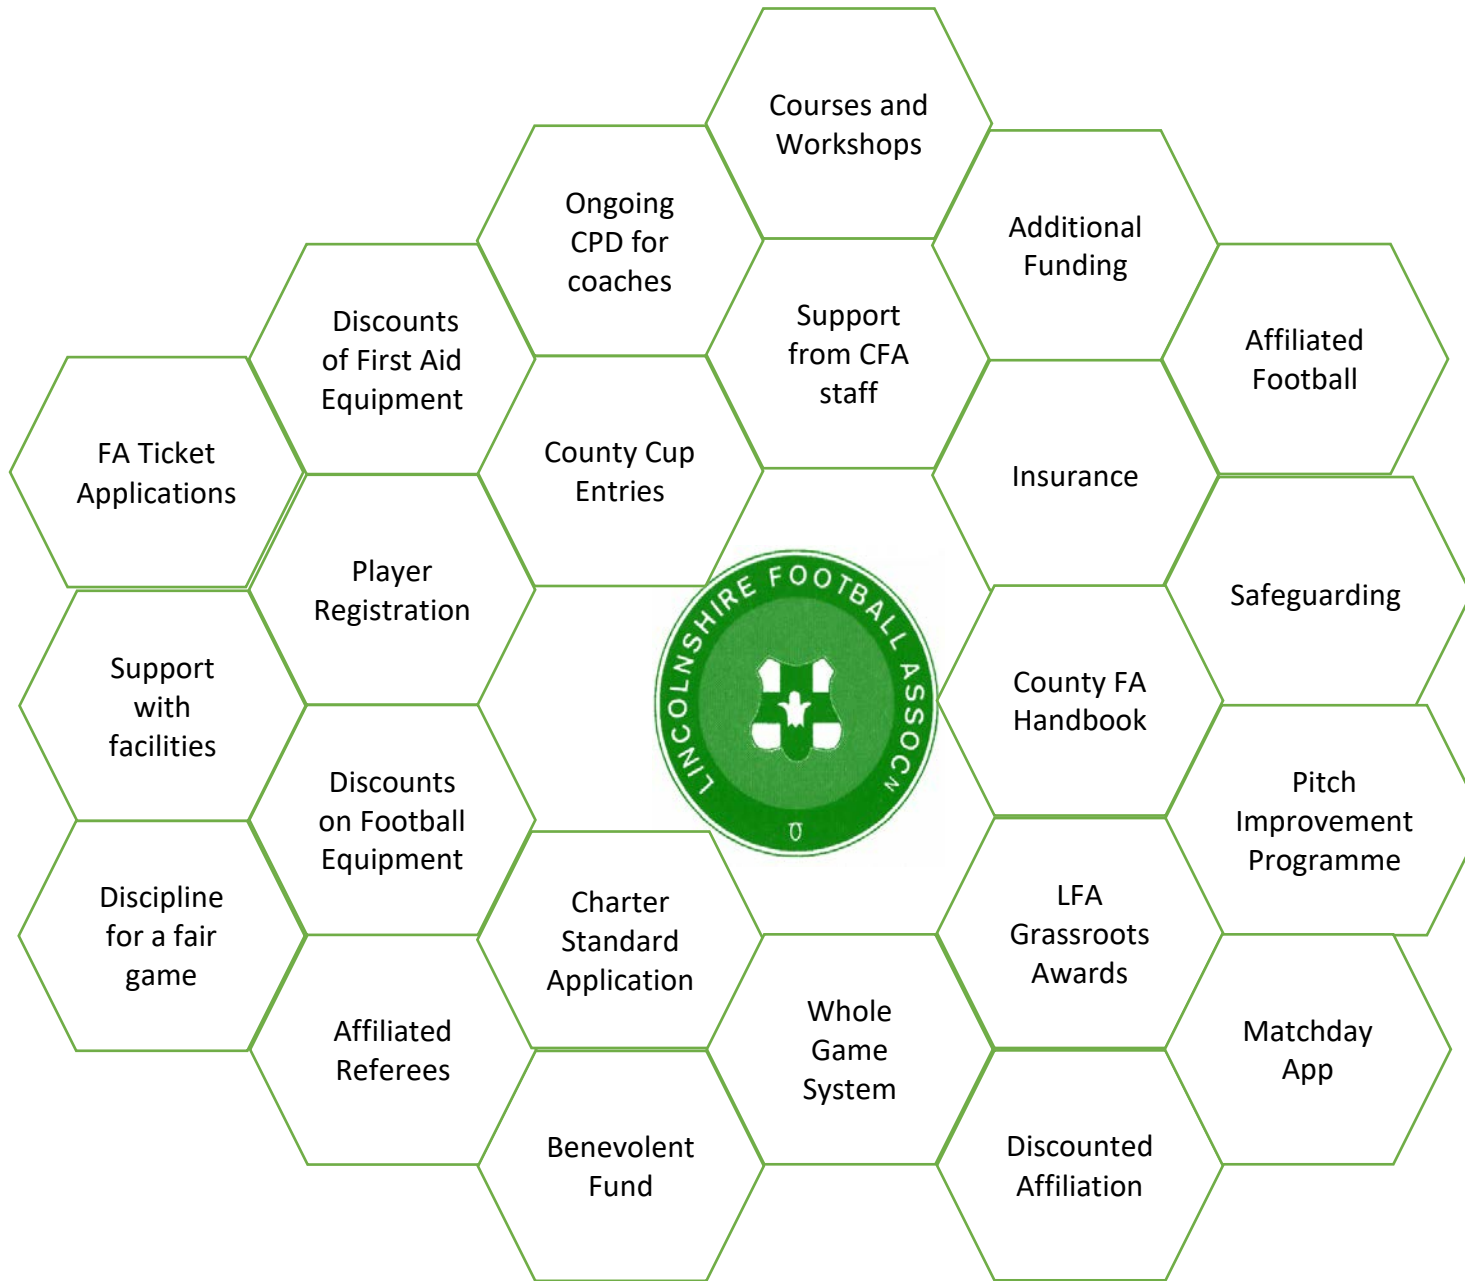 Courses and
Workshops
Ongoing
CPD for
coaches
Additional
Funding
Discounts
of First Aid
Equipment
Support
from CFA
staff
Affiliated
Football
FA Ticket
Applications
County Cup
Entries
Insurance
Player
Registration
Safeguarding
LINCOLNSHIRE FOOTBALL ASSOCN
Support
with
facilities
County FA
Handbook
Discounts
on Football
Equipment
Pitch
Improvement
Programme
Discipline
for a fair
game
Charter
Standard
Application
LFA
Grassroots
Awards
Affiliated
Referees
Whole
Game
System
Matchday
App
Benevolent
Fund
Discounted
Affiliation